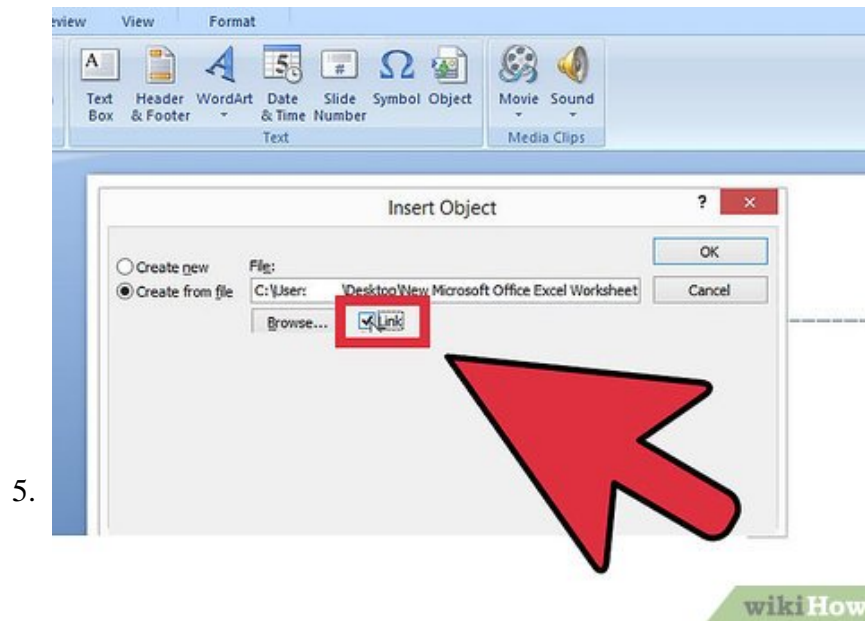 View Format
Text Box Header & Footer WordArt Date & Time Slide Number Symbol Object Movie Sound
Text Media Clips
Insert Object ?
OK
Create new File:
Create from file C:\User: \Desktop\New Microsoft Office Excel Worksheet Cancel
Browse... Link
5.
wikiHow